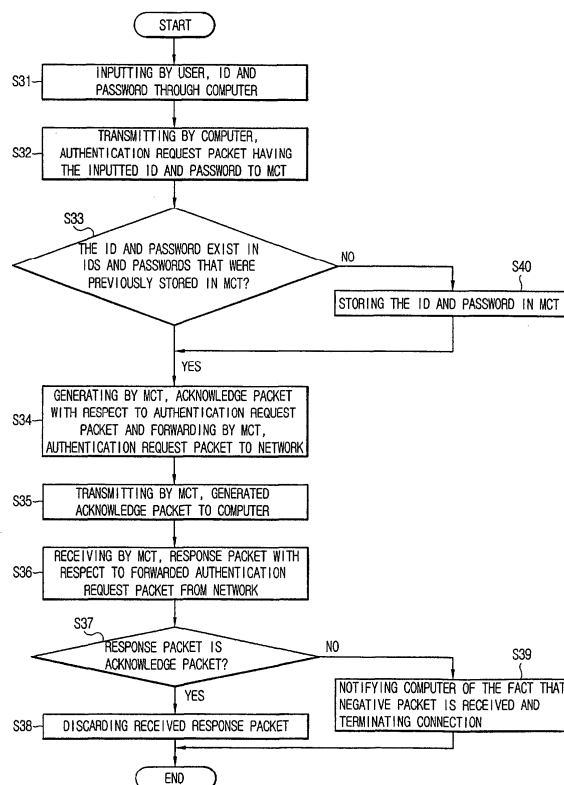 START
S31
INPUTTING BY USER, ID AND
PASSWORD THROUGH COMPUTER
S32
TRANSMITTING BY COMPUTER,
AUTHENTICATION REQUEST PACKET HAVING
THE INPUTTED ID AND PASSWORD TO MCT
S33
THE ID AND PASSWORD EXIST IN
IDS AND PASSWORDS THAT WERE
PREVIOUSLY STORED IN MCT?
NO
S40
STORING THE ID AND PASSWORD IN MCT
YES
S34
GENERATING BY MCT, ACKNOWLEDGE PACKET
WITH RESPECT TO AUTHENTICATION REQUEST
PACKET AND FORWARDING BY MCT,
AUTHENTICATION REQUEST PACKET TO NETWORK
S35
TRANSMITTING BY MCT, GENERATED
ACKNOWLEDGE PACKET TO COMPUTER
S36
RECEIVING BY MCT, RESPONSE PACKET WITH
RESPECT TO FORWARDED AUTHENTICATION
REQUEST PACKET FROM NETWORK
S37
RESPONSE PACKET IS
ACKNOWLEDGE PACKET?
NO
S39
NOTIFYING COMPUTER OF THE FACT THAT
NEGATIVE PACKET IS RECEIVED AND
TERMINATING CONNECTION
YES
S38
DISCARDING RECEIVED RESPONSE PACKET
END